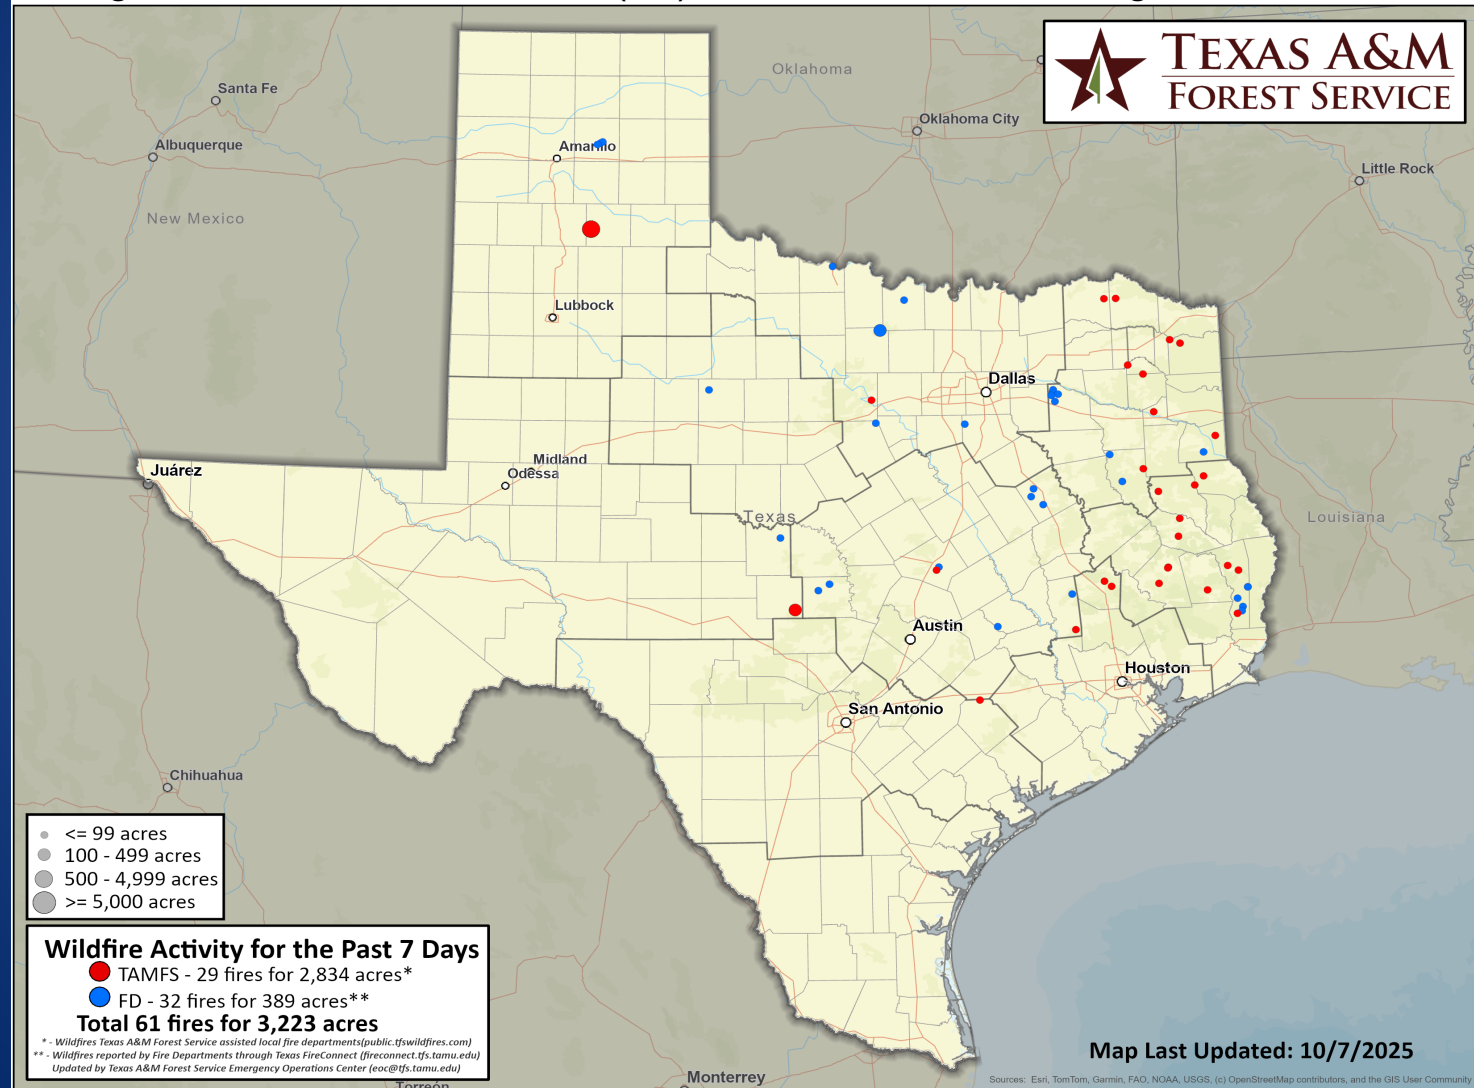 TEXAS A&M
FOREST SERVICE
Oklahoma
Santa Fe
Oklahoma City
Albuquerque
Amarillo
Little Rock
New Mexico
Lubbock
Dallas
Juárez
Midland
Odessa
Texas
Louisiana
Austin
Houston
San Antonio
Chihuahua
<= 99 acres
100 - 499 acres
500 - 4,999 acres
>= 5,000 acres
Wildfire Activity for the Past 7 Days
TAMFS - 29 fires for 2,834 acres*
FD - 32 fires for 389 acres**
Total 61 fires for 3,223 acres
* - Wildfires Texas A&M Forest Service assisted local fire departments(public.tfswildfires.com)
** - Wildfires reported by Fire Departments through Texas FireConnect (fireconnect.tfs.tamu.edu)
Updated by Texas A&M Forest Service Emergency Operations Center (eoc@tfs.tamu.edu)
Map Last Updated: 10/7/2025
Monterrey
Torreón
Sources: Esri, TomTom, Garmin, FAO, NOAA, USGS, (c) OpenStreetMap contributors, and the GIS User Community